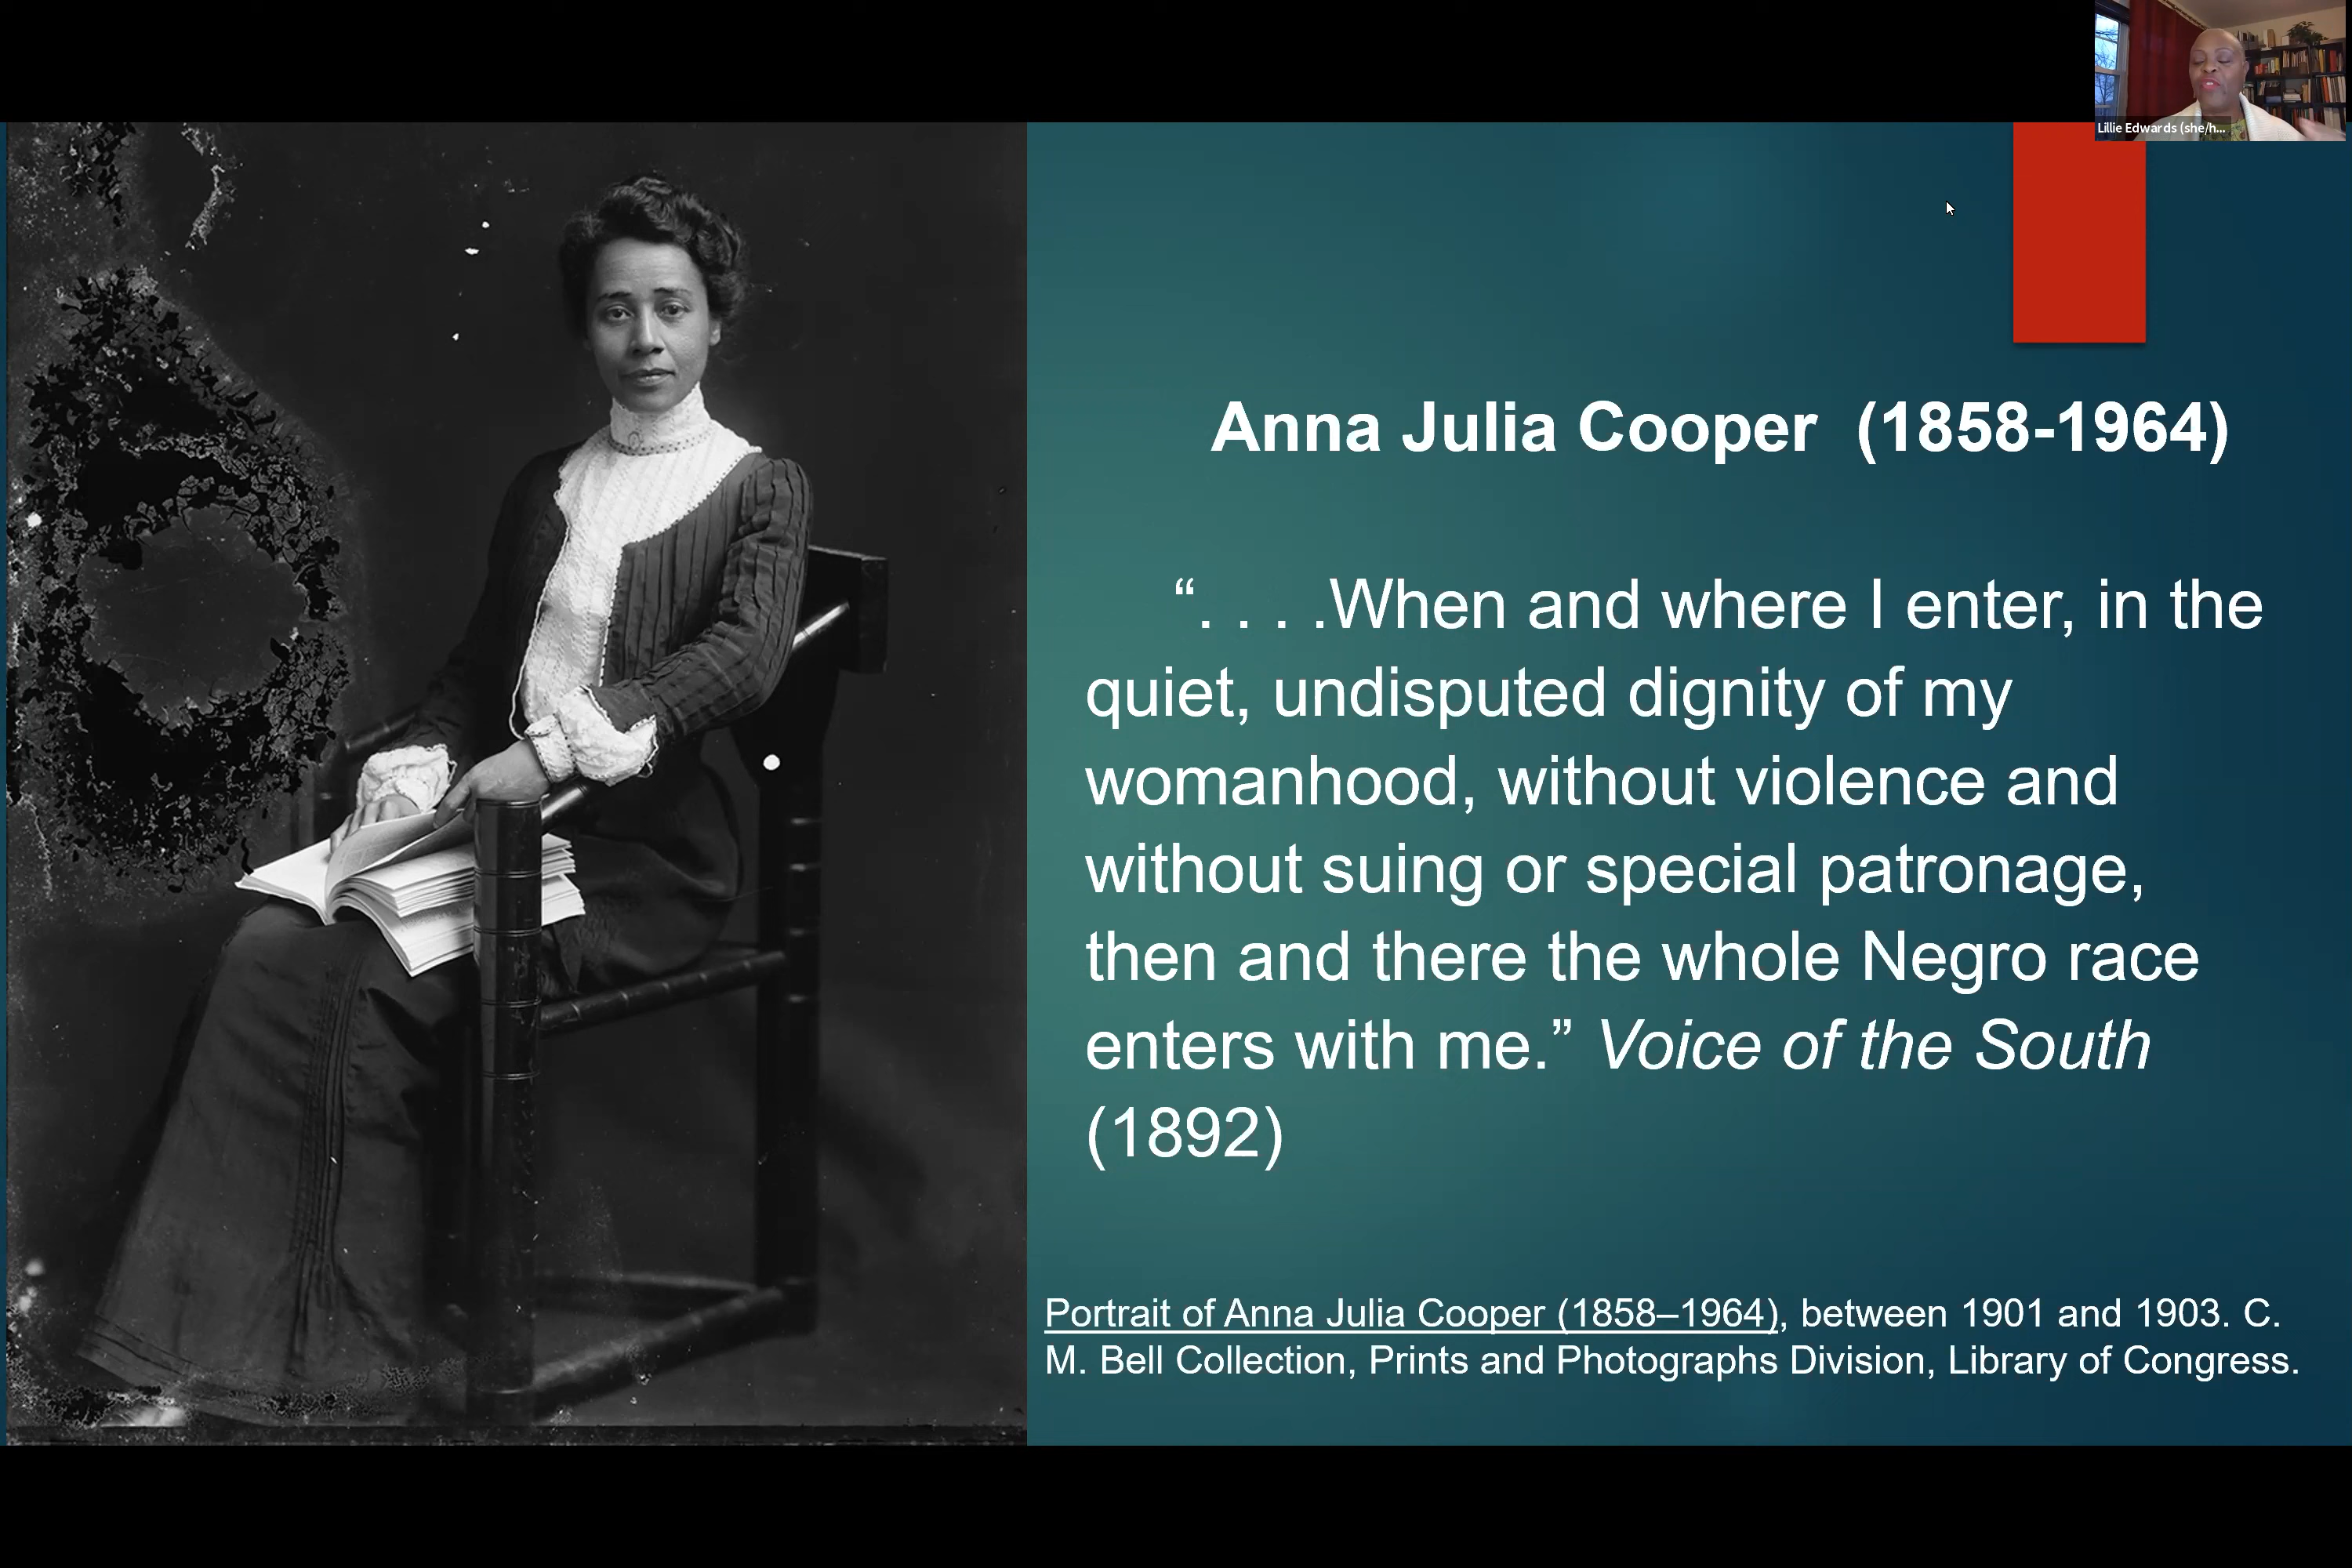 Lillie Edwards (she/h...
Anna Julia Cooper  (1858-1964)
“. . . .When and where I enter, in the
quiet, undisputed dignity of my
womanhood, without violence and
without suing or special patronage,
then and there the whole Negro race
enters with me.” Voice of the South
(1892)
Portrait of Anna Julia Cooper (1858–1964), between 1901 and 1903. C.
M. Bell Collection, Prints and Photographs Division, Library of Congress.